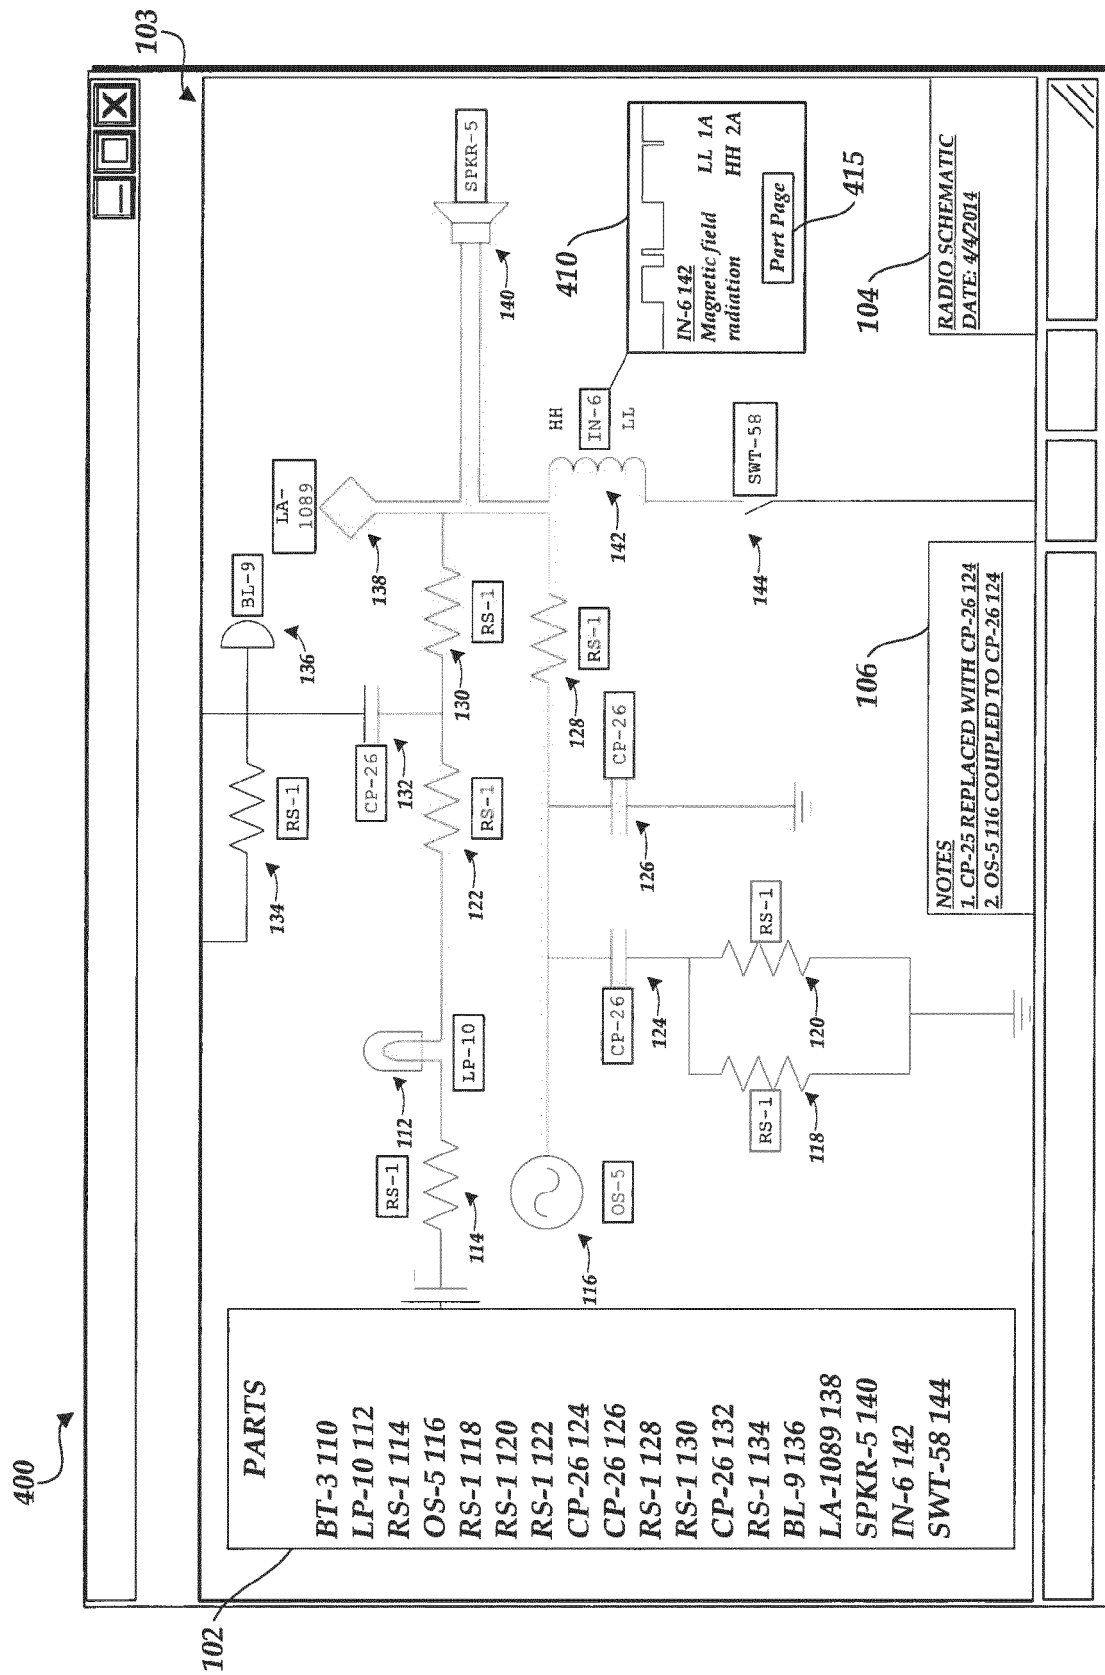 400
103
102
PARTS
BT-3 110
LP-10 112
RS-1 114
OS-5 116
RS-1 118
RS-1 120
RS-1 122
CP-26 124
CP-26 126
RS-1 128
RS-1 130
CP-26 132
RS-1 134
BL-9 136
LA-1089 138
SPKR-5 140
IN-6 142
SWT-58 144
RS-1
134
BL-9
136
LA-
1089
138
CP-26
132
RS-1
114
112
LP-10
RS-1
122
RS-1
130
SPKR-5
140
OS-5
116
RS-1
128
HH
IN-6
LL
142
CP-26
124
CP-26
126
RS-1
118
RS-1
120
SWT-58
144
410
IN-6 142
Magnetic field
radiation
LL 1A
HH 2A
Part Page
415
106
NOTES
1. CP-25 REPLACED WITH CP-26 124
2. OS-5 116 COUPLED TO CP-26 124
104
RADIO SCHEMATIC
DATE: 4/4/2014